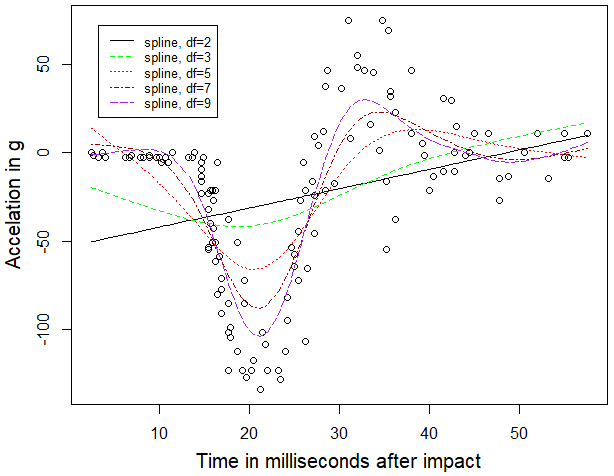 spline, df=2
spline, df=3
spline, df=5
spline, df=7
spline, df=9
50
0
-50
-100
Accelation in g
10 20 30 40 50
Time in milliseconds after impact